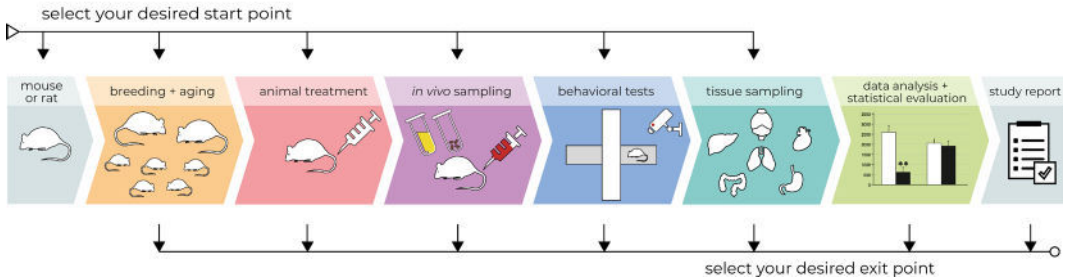 select your desired start point
mouse
or rat
breeding + aging
animal treatment
in vivo sampling
behavioral tests
tissue sampling
data analysis +
statistical evaluation
study report
**
select your desired exit point